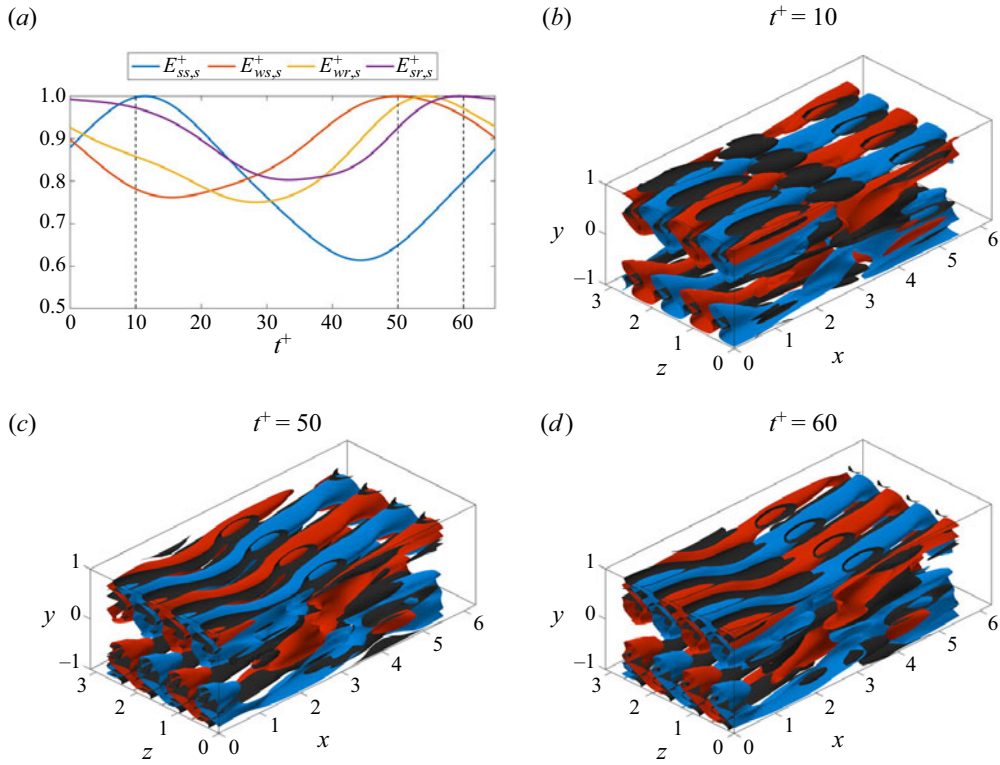 (a)
E⁺ss,s E⁺ws,s E⁺wr,s E⁺sr,s
1.0
0.9
0.8
0.7
0.6
0.5
0 10 20 30 40 50 60
t⁺
(b)
t⁺ = 10
1
y 0
−1
3 2 1 0
z
0 1 2 3 4 5 6
x
(c)
t⁺ = 50
1
y 0
−1
3 2 1 0
z
0 1 2 3 4 5 6
x
(d)
t⁺ = 60
1
y 0
−1
3 2 1 0
z
0 1 2 3 4 5 6
x